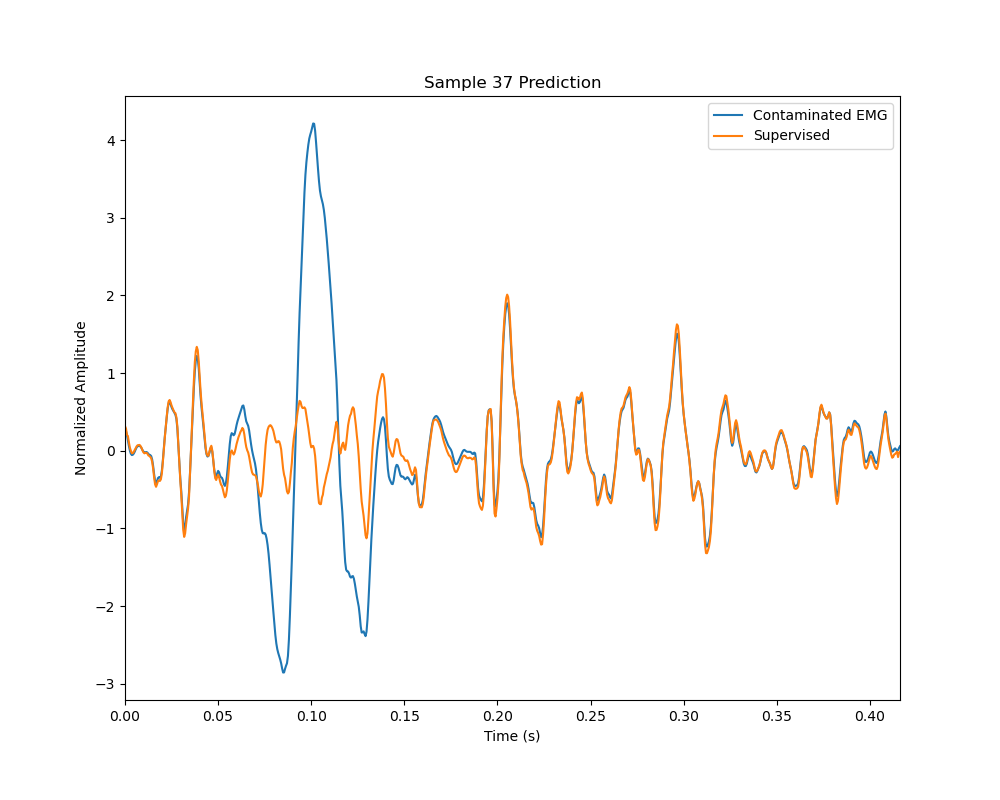 Sample 37 Prediction
Contaminated EMG
Supervised
4
3
2
1
0
−1
−2
−3
Normalized Amplitude
0.00 0.05 0.10 0.15 0.20 0.25 0.30 0.35 0.40
Time (s)